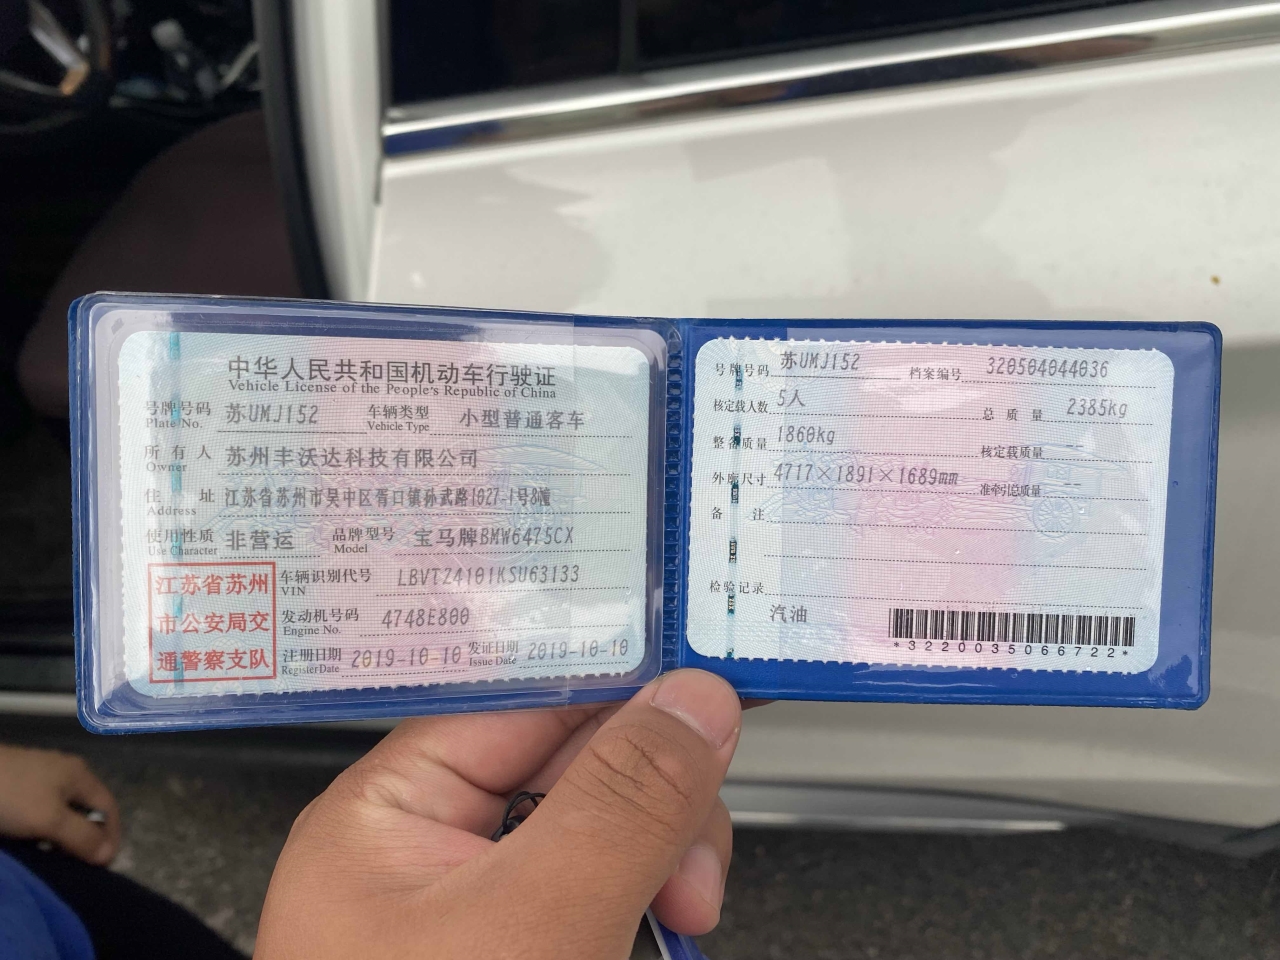 中华人民共和国机动车行驶证
Vehicle License of the People's Republic of China
号牌号码 苏UMJ152 车辆类型 小型普通客车
Plate No. Vehicle Type
所有人 苏州丰沃达科技有限公司
Owner
住址 江苏省苏州市吴中区胥口镇孙武路1027-1号8幢
Address
使用性质 非营运 品牌型号 宝马牌BMW6475CX
Use Character Model
江苏省苏州
市公安局交
通警察支队
车辆识别代号 LBVTZ4101KSU63133
VIN
发动机号码 4748E800
Engine No.
注册日期 2019-10-10 发证日期 2019-10-10
Register Date Issue Date
号牌号码 苏UMJ152 档案编号 320504044036
核定载人数 5人 总质量 2385kg
整备质量 1860kg 核定载质量 --
外廓尺寸 4717×1891×1689mm 准牵引总质量 --
备注
检验记录
汽油
*3220035066722*